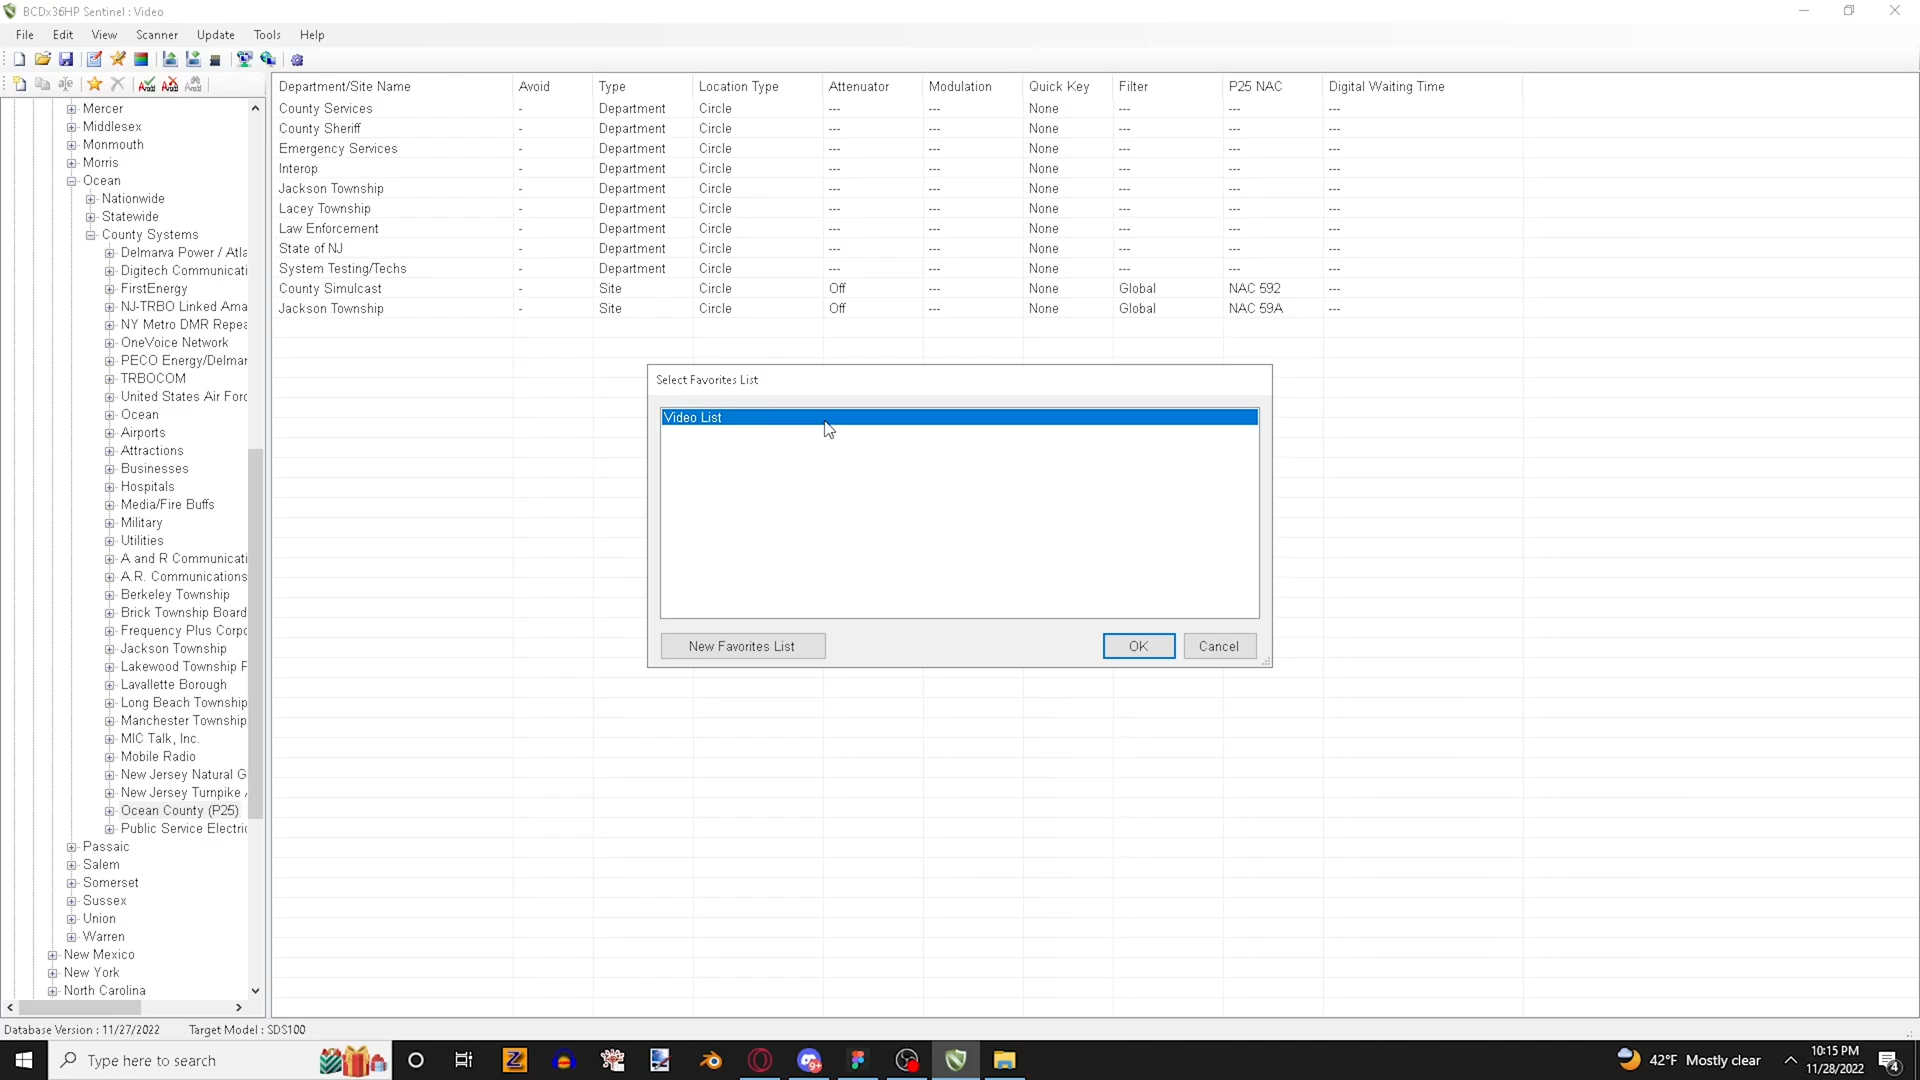 BCDx36HP Sentinel : Video
File Edit View Scanner Update Tools Help
Department/Site Name Avoid Type Location Type Attenuator Modulation Quick Key Filter P25 NAC Digital Waiting Time
County Services - Department Circle --- --- None --- --- ---
County Sheriff - Department Circle --- --- None --- --- ---
Emergency Services - Department Circle --- --- None --- --- ---
Interop - Department Circle --- --- None --- --- ---
Jackson Township - Department Circle --- --- None --- --- ---
Lacey Township - Department Circle --- --- None --- --- ---
Law Enforcement - Department Circle --- --- None --- --- ---
State of NJ - Department Circle --- --- None --- --- ---
System Testing/Techs - Department Circle --- --- None --- --- ---
County Simulcast - Site Circle Off --- None Global NAC 592 ---
Jackson Township - Site Circle Off --- None Global NAC 59A ---
Mercer
Middlesex
Monmouth
Morris
Ocean
Nationwide
Statewide
County Systems
Delmarva Power / Atla
Digitech Communicati
FirstEnergy
NJ-TRBO Linked Ama
NY Metro DMR Repea
OneVoice Network
PECO Energy/Delmar
TRBOCOM
United States Air Forc
Ocean
Airports
Attractions
Businesses
Hospitals
Media/Fire Buffs
Military
Utilities
A and R Communicati
A.R. Communications
Berkeley Township
Brick Township Board
Frequency Plus Corpo
Jackson Township
Lakewood Township F
Lavallette Borough
Long Beach Township
Manchester Township
MIC Talk, Inc.
Mobile Radio
New Jersey Natural G
New Jersey Turnpike
Ocean County (P25)
Public Service Electric
Passaic
Salem
Somerset
Sussex
Union
Warren
New Mexico
New York
North Carolina
Select Favorites List
Video List
New Favorites List OK Cancel
Database Version : 11/27/2022 Target Model : SDS100
Type here to search
9+
42°F Mostly clear
10:15 PM
11/28/2022
4